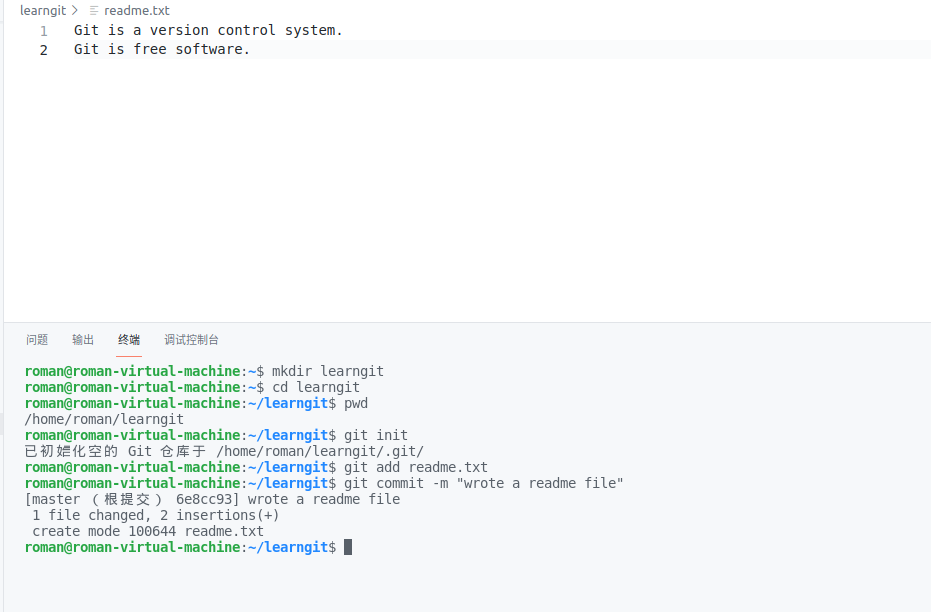 learngit > readme.txt
1 Git is a version control system.
2 Git is free software.
问题 输出 终端 调试控制台
roman@roman-virtual-machine:~$ mkdir learngit
roman@roman-virtual-machine:~$ cd learngit
roman@roman-virtual-machine:~/learngit$ pwd
/home/roman/learngit
roman@roman-virtual-machine:~/learngit$ git init
已初始化空的 Git 仓库于 /home/roman/learngit/.git/
roman@roman-virtual-machine:~/learngit$ git add readme.txt
roman@roman-virtual-machine:~/learngit$ git commit -m "wrote a readme file"
[master （根提交） 6e8cc93] wrote a readme file
1 file changed, 2 insertions(+)
create mode 100644 readme.txt
roman@roman-virtual-machine:~/learngit$